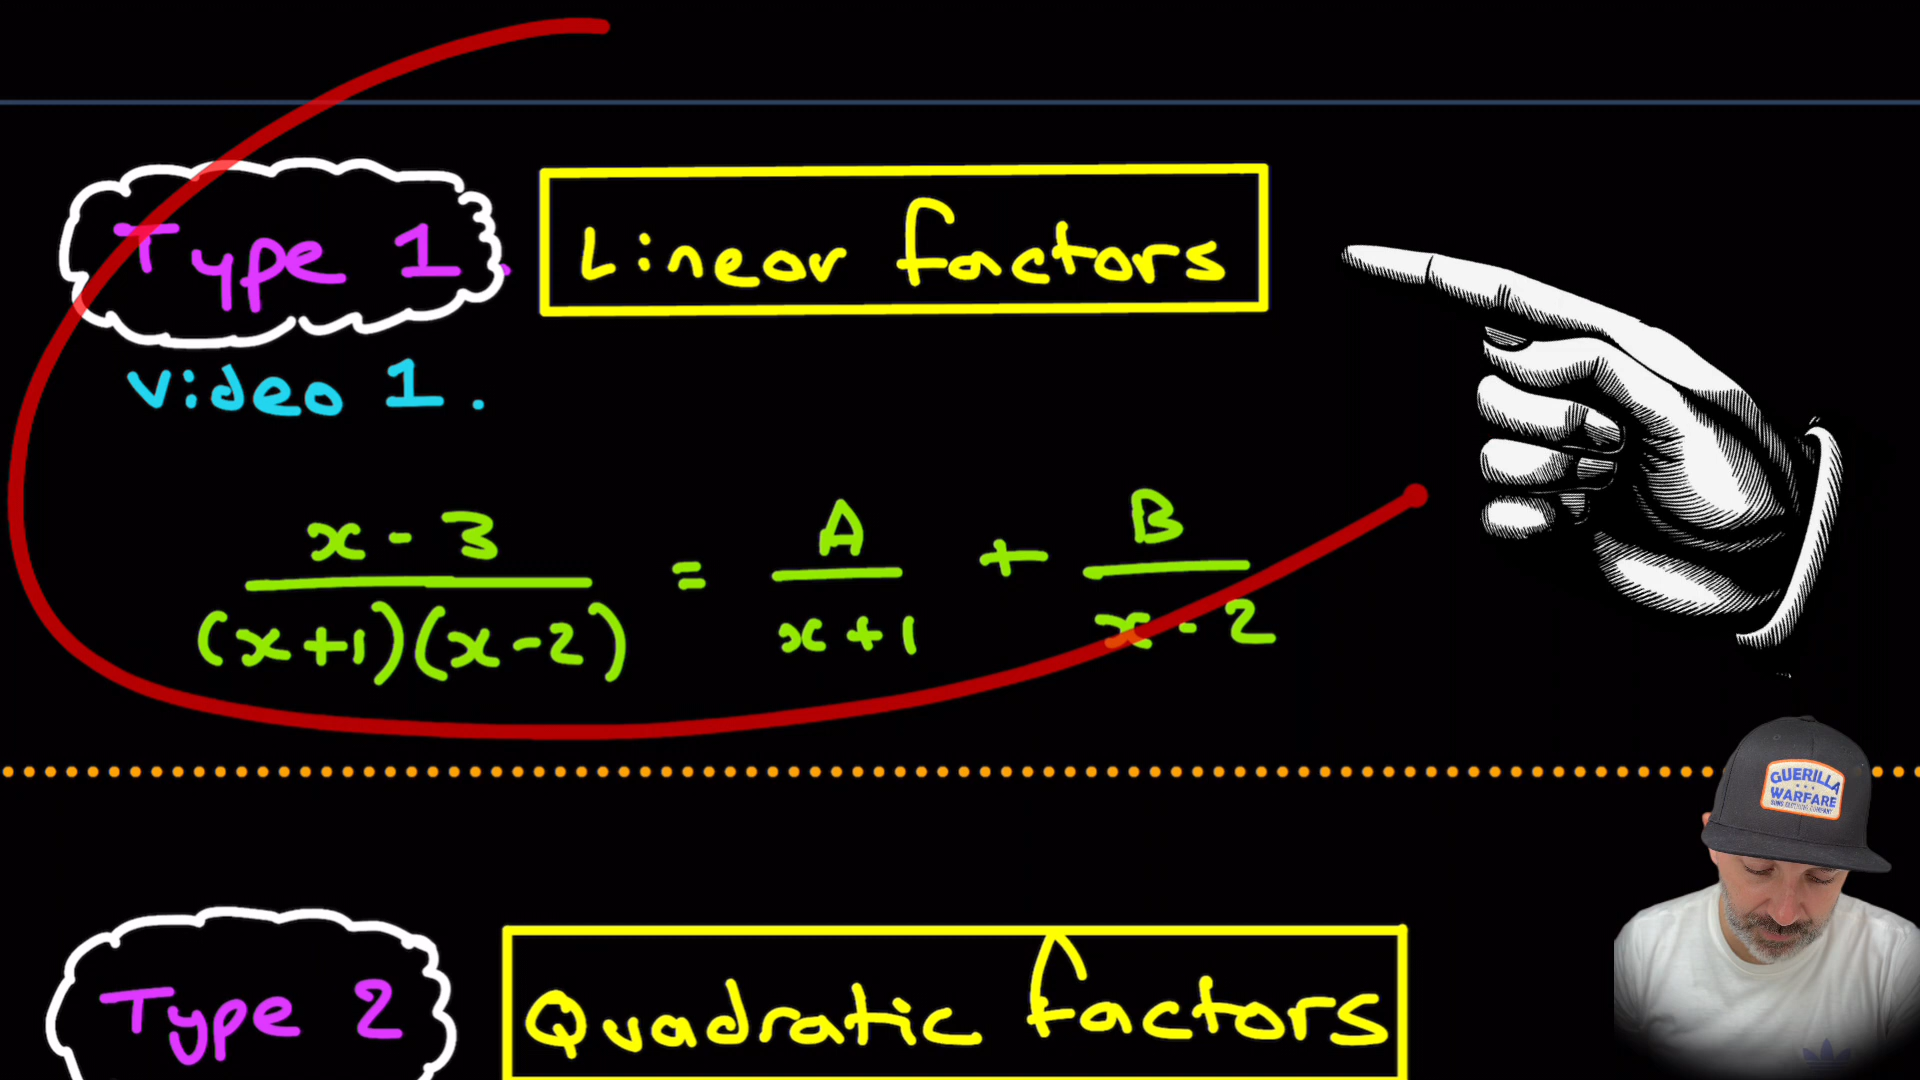 Type 1.
Linear factors
Video 1.
x - 3 / (x+1)(x-2) = A / x+1 + B / x-2
GUERILLA
WARFARE
Type 2
Quadratic factors